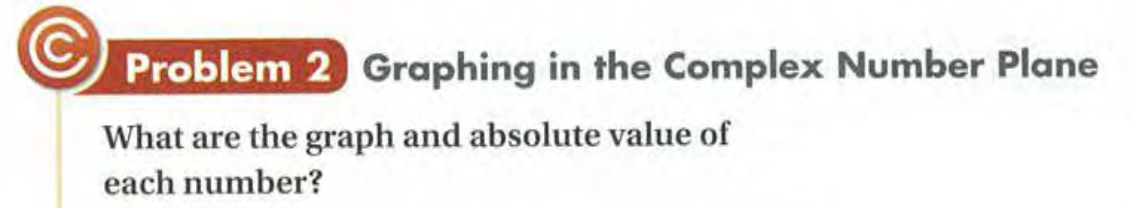 © Problem 2 Graphing in the Complex Number Plane
What are the graph and absolute value of
each number?